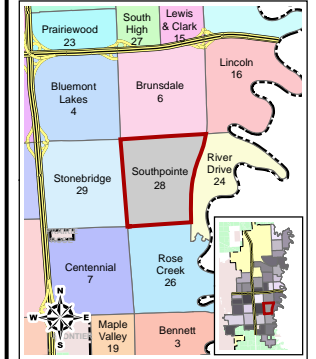 Prairiewood
23
South
High
27
Lewis
& Clark
15
Lincoln
16
Bluemont
Lakes
4
Brunsdale
6
Stonebridge
29
Southpointe
28
River
Drive
24
Centennial
7
Rose
Creek
26
N
W
E
S
Maple
Valley
19
Bennett
3